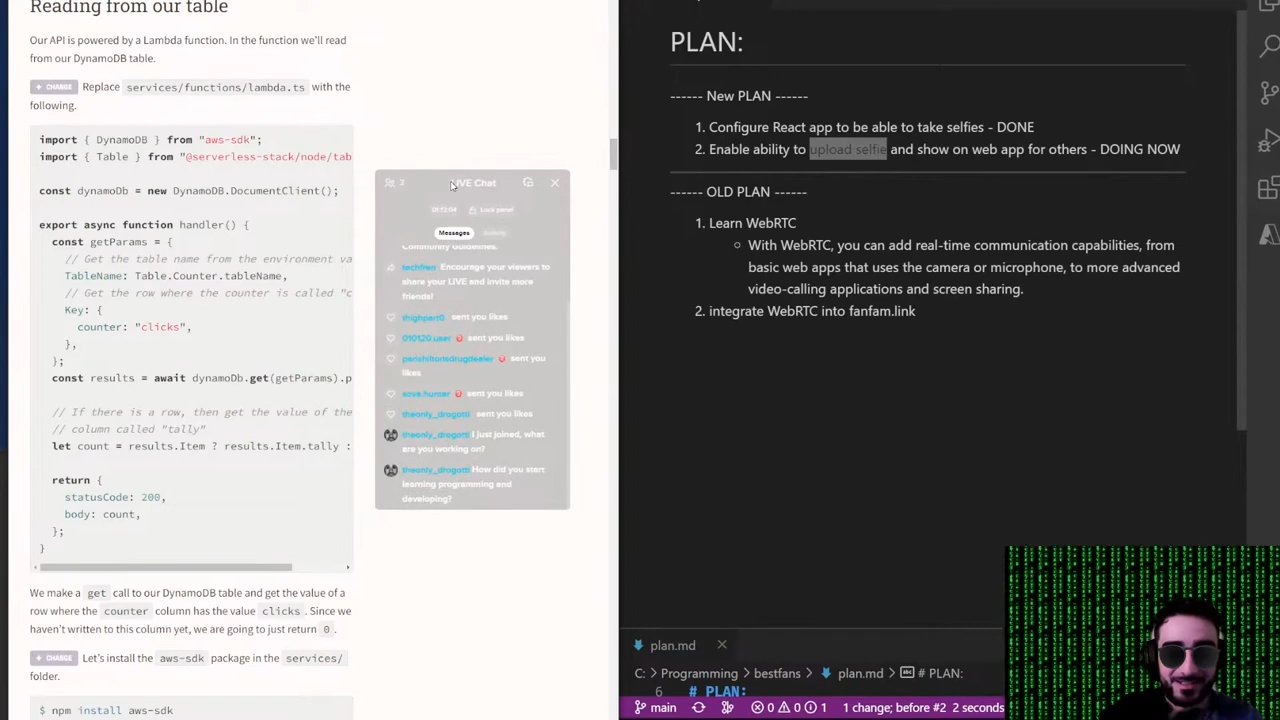 Reading from our table
Our API is powered by a Lambda function. In the function we'll read
from our DynamoDB table.
+ CHANGE Replace services/functions/lambda.ts with the
following.
import { DynamoDB } from "aws-sdk";
import { Table } from "@serverless-stack/node/tab
const dynamoDb = new DynamoDB.DocumentClient();
export async function handler() {
const getParams = {
// Get the table name from the environment va
TableName: Table.Counter.tableName,
// Get the row where the counter is called "c
Key: {
counter: "clicks",
},
};
const results = await dynamoDb.get(getParams).p
// If there is a row, then get the value of the
// column called "tally"
let count = results.Item ? results.Item.tally :
return {
statusCode: 200,
body: count,
};
}
We make a get call to our DynamoDB table and get the value of a
row where the counter column has the value clicks. Since we
haven't written to this column yet, we are going to just return 0.
+ CHANGE Let's install the aws-sdk package in the services/
folder.
$ npm install aws-sdk
2 LIVE Chat
Lock panel
Messages
Community Guidelines.
techfren Encourage your viewers to
share your LIVE and invite more
friends!
thighpart0 sent you likes
010120.user sent you likes
parishiltonsdrugdealer sent you
likes
sent you likes
theonly_drogotti sent you likes
theonly_drogotti I just joined, what
are you working on?
theonly_drogotti How did you start
learning programming and
developing?
PLAN:
------ New PLAN ------
1. Configure React app to be able to take selfies - DONE
2. Enable ability to upload selfie and show on web app for others - DOING NOW
------ OLD PLAN ------
1. Learn WebRTC
With WebRTC, you can add real-time communication capabilities, from
basic web apps that uses the camera or microphone, to more advanced
video-calling applications and screen sharing.
2. integrate WebRTC into fanfam.link
plan.md
C: > Programming > bestfans > plan.md > # PLAN:
6 # PLAN:
main 0 0 1 1 change; before #2 2 seconds